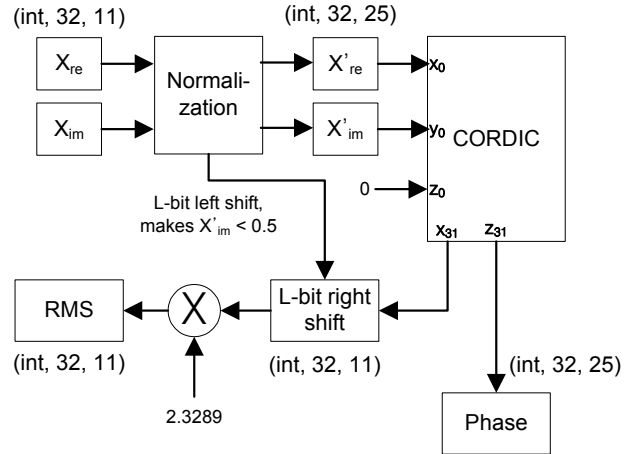 (int, 32, 11)
(int, 32, 25)
Xre
X're
x0
Normali-
zation
Xim
X'im
y0
CORDIC
0
z0
L-bit left shift,
makes X'im < 0.5
x31
z31
RMS
X
L-bit right
shift
(int, 32, 11)
(int, 32, 11)
(int, 32, 25)
2.3289
Phase